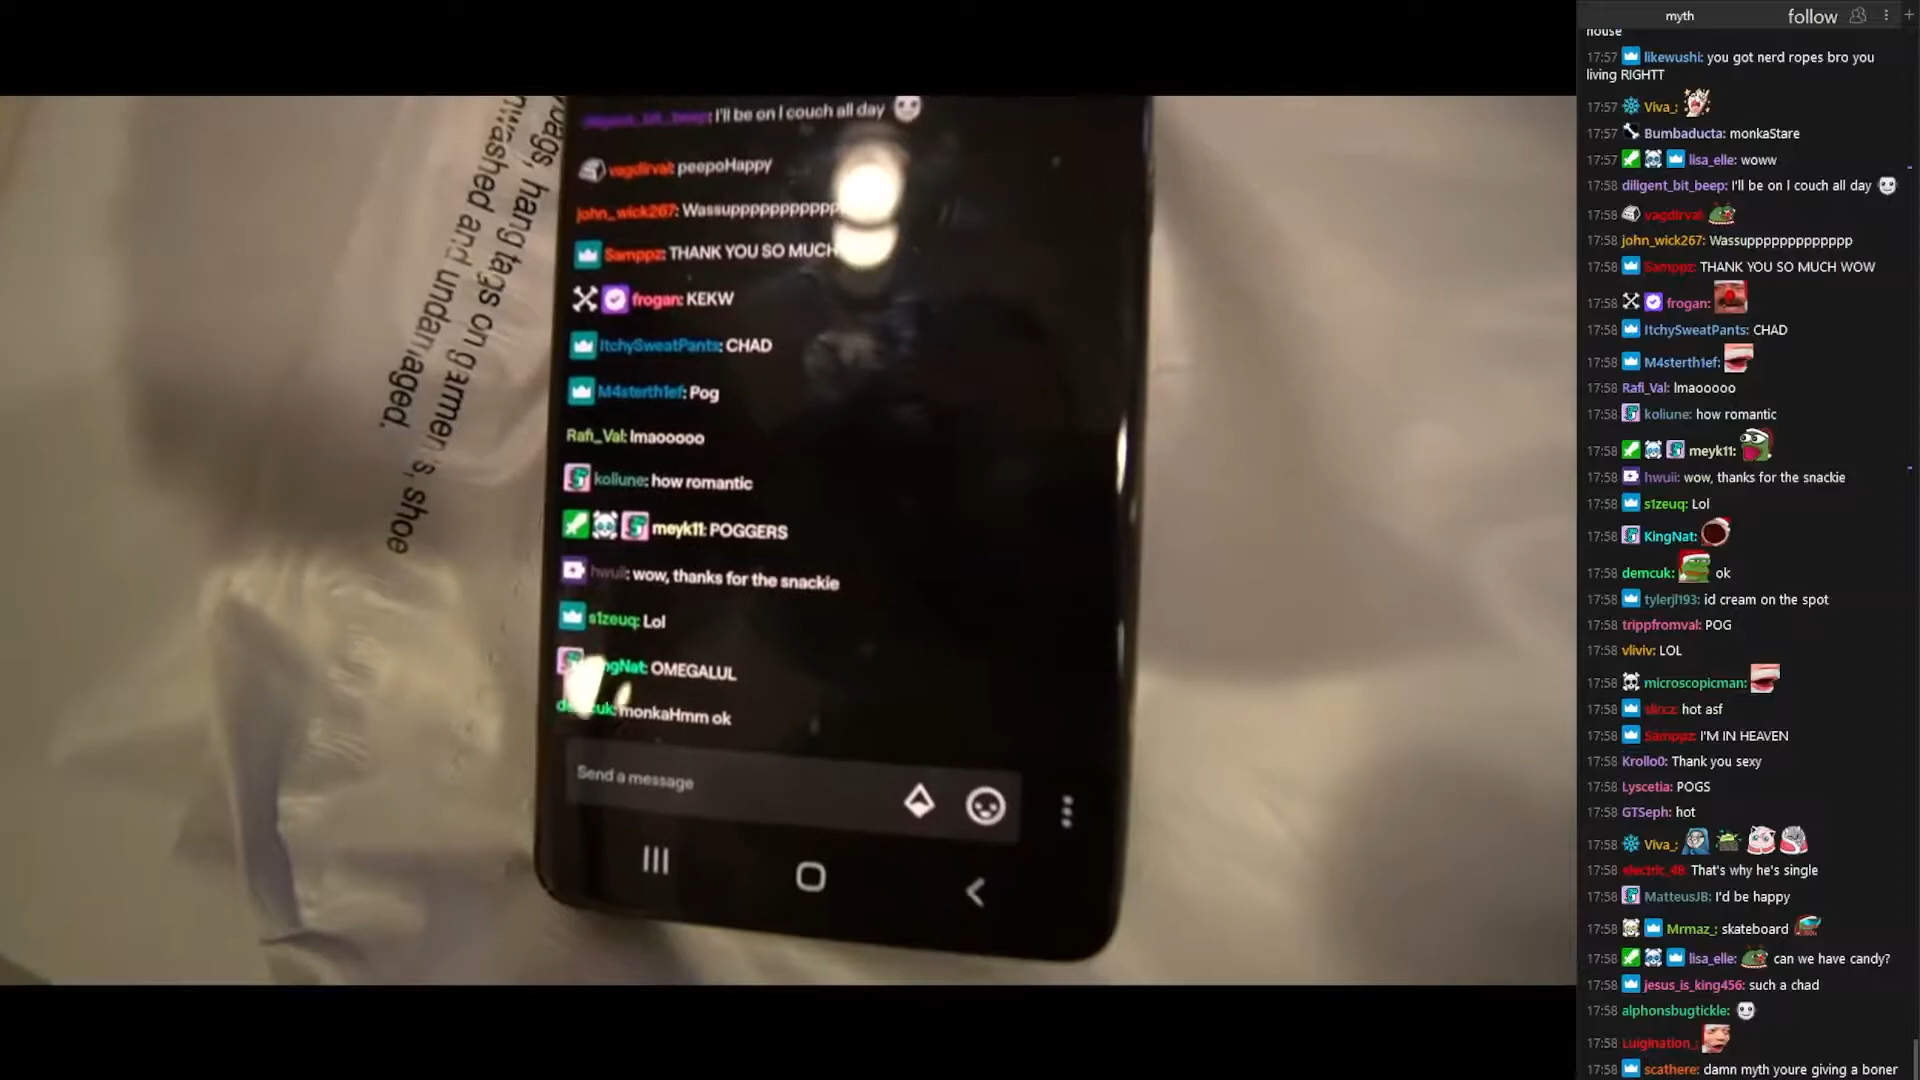 wags, hang tags on garmen's, shoe
nwashed and undamaged.
diligent_bit_beep: I'll be on I couch all day
vagdirval: peepoHappy
john_wick267: Wassuppppppppppp
Samppz: THANK YOU SO MUCH
frogan: KEKW
ItchySweatPants: CHAD
M4sterth1ef: Pog
Rafi_Val: lmaooooo
koliune: how romantic
meyk11: POGGERS
hwuii: wow, thanks for the snackie
s1zeuq: Lol
ngNat: OMEGALUL
monkaHmm ok
Send a message
myth
follow
house
17:57 likewushi: you got nerd ropes bro you
living RIGHTT
17:57 Viva_:
17:57 Bumbaducta: monkaStare
17:57 lisa_elle: woww
17:58 diligent_bit_beep: I'll be on I couch all day
17:58 vagdirval:
17:58 john_wick267: Wassupppppppppppp
17:58 Samppz: THANK YOU SO MUCH WOW
17:58 frogan:
17:58 ItchySweatPants: CHAD
17:58 M4sterth1ef:
17:58 Rafi_Val: lmaooooo
17:58 koliune: how romantic
17:58 meyk11:
17:58 hwuii: wow, thanks for the snackie
17:58 s1zeuq: Lol
17:58 KingNat:
17:58 demcuk: ok
17:58 tylerjl193: id cream on the spot
17:58 trippfromval: POG
17:58 vliviv: LOL
17:58 microscopicman:
17:58 slircz: hot asf
17:58 Samppz: I'M IN HEAVEN
17:58 Krollo0: Thank you sexy
17:58 Lyscetia: POGS
17:58 GTSeph: hot
17:58 Viva_:
17:58 electric_48: That's why he's single
17:58 MatteusJB: I'd be happy
17:58 Mrmaz_: skateboard
17:58 lisa_elle: can we have candy?
17:58 jesus_is_king456: such a chad
17:58 alphonsbugtickle:
17:58 Luigination_:
17:58 scathere: damn myth youre giving a boner